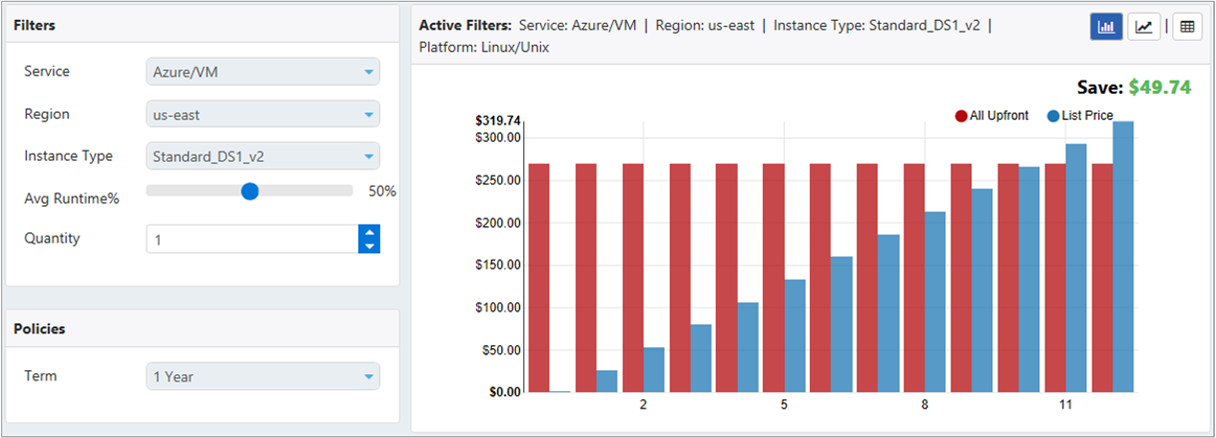 Filters
Service
Azure/VM
Region
us-east
Instance Type
Standard_DS1_v2
Avg Runtime%
50%
Quantity
1
Policies
Term
1 Year
Active Filters: Service: Azure/VM | Region: us-east | Instance Type: Standard_DS1_v2 |
Platform: Linux/Unix
|
Save: $49.74
All Upfront
List Price
$319.74
$300.00
$250.00
$200.00
$150.00
$100.00
$50.00
$0.00
2
5
8
11